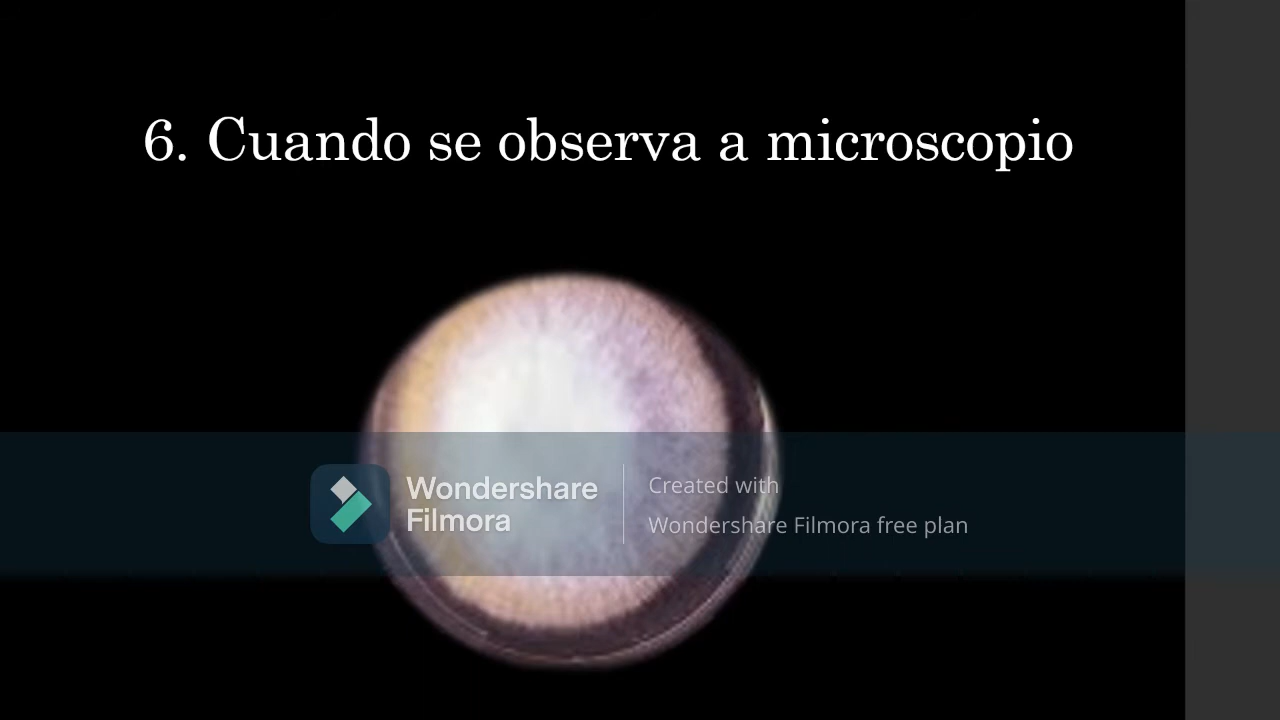 6. Cuando se observa a microscopio
Wondershare
Filmora
Created with
Wondershare Filmora free plan